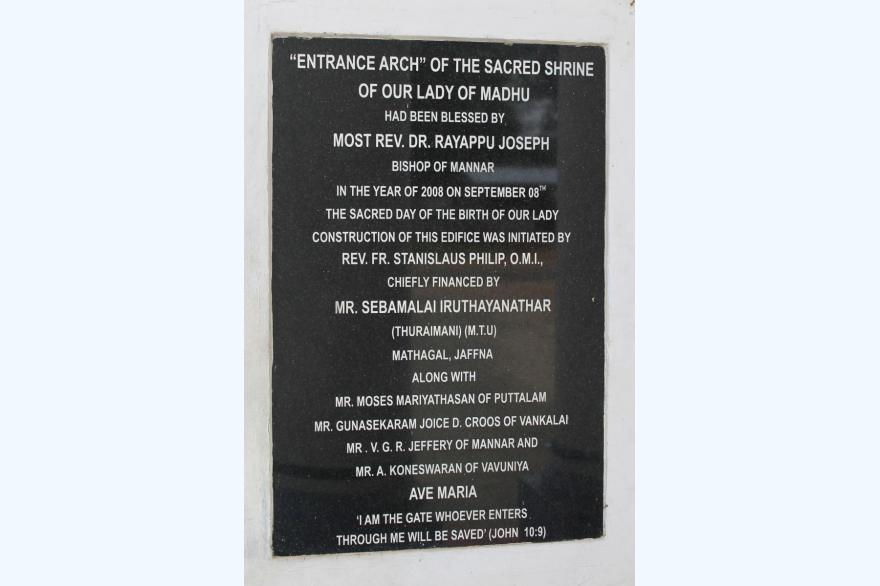 “ENTRANCE ARCH” OF THE SACRED SHRINE
OF OUR LADY OF MADHU
HAD BEEN BLESSED BY
MOST REV. DR. RAYAPPU JOSEPH
BISHOP OF MANNAR
IN THE YEAR OF 2008 ON SEPTEMBER 08TH
THE SACRED DAY OF THE BIRTH OF OUR LADY
CONSTRUCTION OF THIS EDIFICE WAS INITIATED BY
REV. FR. STANISLAUS PHILIP, O.M.I.,
CHIEFLY FINANCED BY
MR. SEBAMALAI IRUTHAYANATHAR
(THURAIMANI) (M.T.U)
MATHAGAL, JAFFNA
ALONG WITH
MR. MOSES MARIYATHASAN OF PUTTALAM
MR. GUNASEKARAM JOICE D. CROOS OF VANKALAI
MR . V. G. R. JEFFERY OF MANNAR AND
MR. A. KONESWARAN OF VAVUNIYA
AVE MARIA
‘I AM THE GATE WHOEVER ENTERS
THROUGH ME WILL BE SAVED’ (JOHN 10:9)